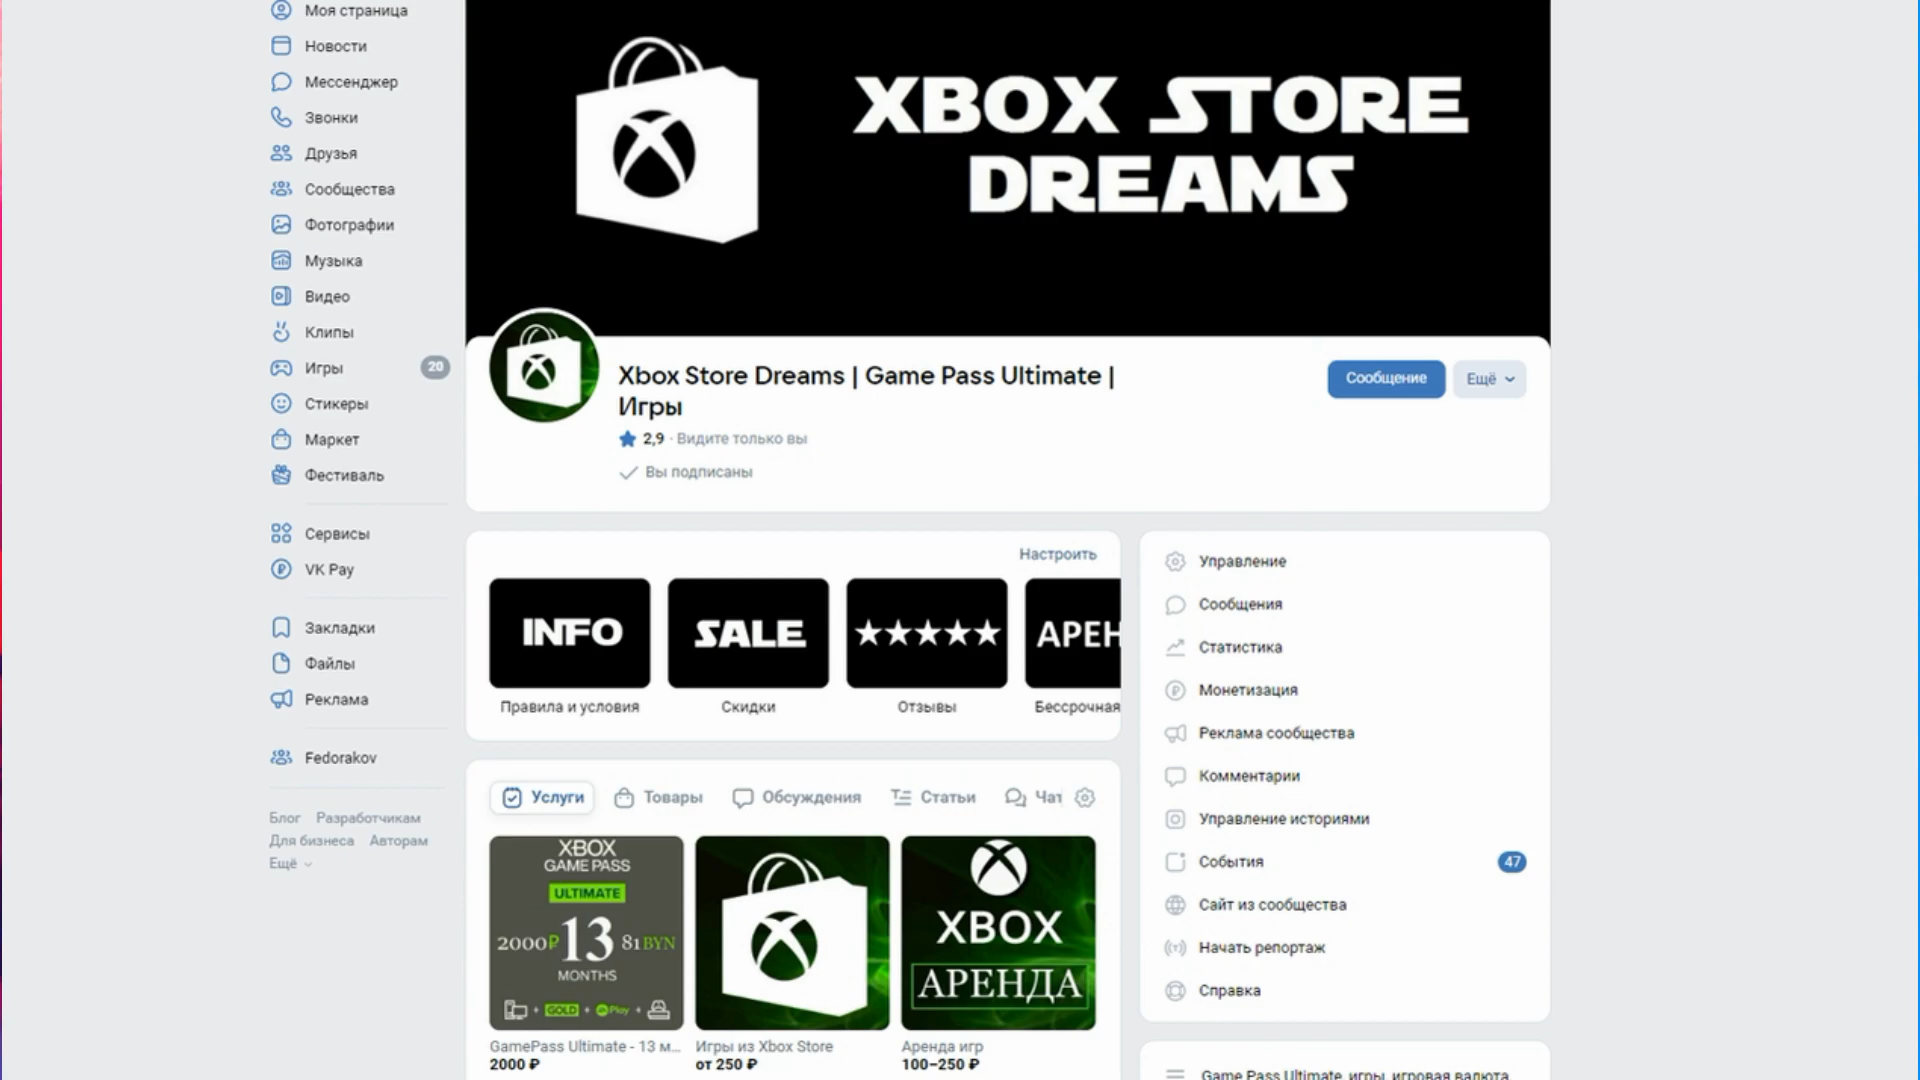 Моя страница
Новости
Мессенджер
Звонки
Друзья
Сообщества
Фотографии
Музыка
Видео
Клипы
Игры
20
Стикеры
Маркет
Фестиваль
Сервисы
VK Pay
Закладки
Файлы
Реклама
Fedorakov
Блог Разработчикам
Для бизнеса Авторам
Ещё
XBOX STORE
DREAMS
Xbox Store Dreams | Game Pass Ultimate |
Игры
2,9 · Видите только вы
Вы подписаны
Сообщение
Ещё
Настроить
INFO
SALE
★★★★★
АРЕН
Правила и условия
Скидки
Отзывы
Бессрочная
Услуги
Товары
Обсуждения
Статьи
Чат
XBOX
GAME PASS
ULTIMATE
2000₽ 13 81BYN
MONTHS
+ GOLD + Play +
XBOX
АРЕНДА
GamePass Ultimate - 13 м...
2000 ₽
Игры из Xbox Store
от 250 ₽
Аренда игр
100–250 ₽
Управление
Сообщения
Статистика
Монетизация
Реклама сообщества
Комментарии
Управление историями
События
47
Сайт из сообщества
Начать репортаж
Справка
Game Pass Ultimate, игры, игровая валюта